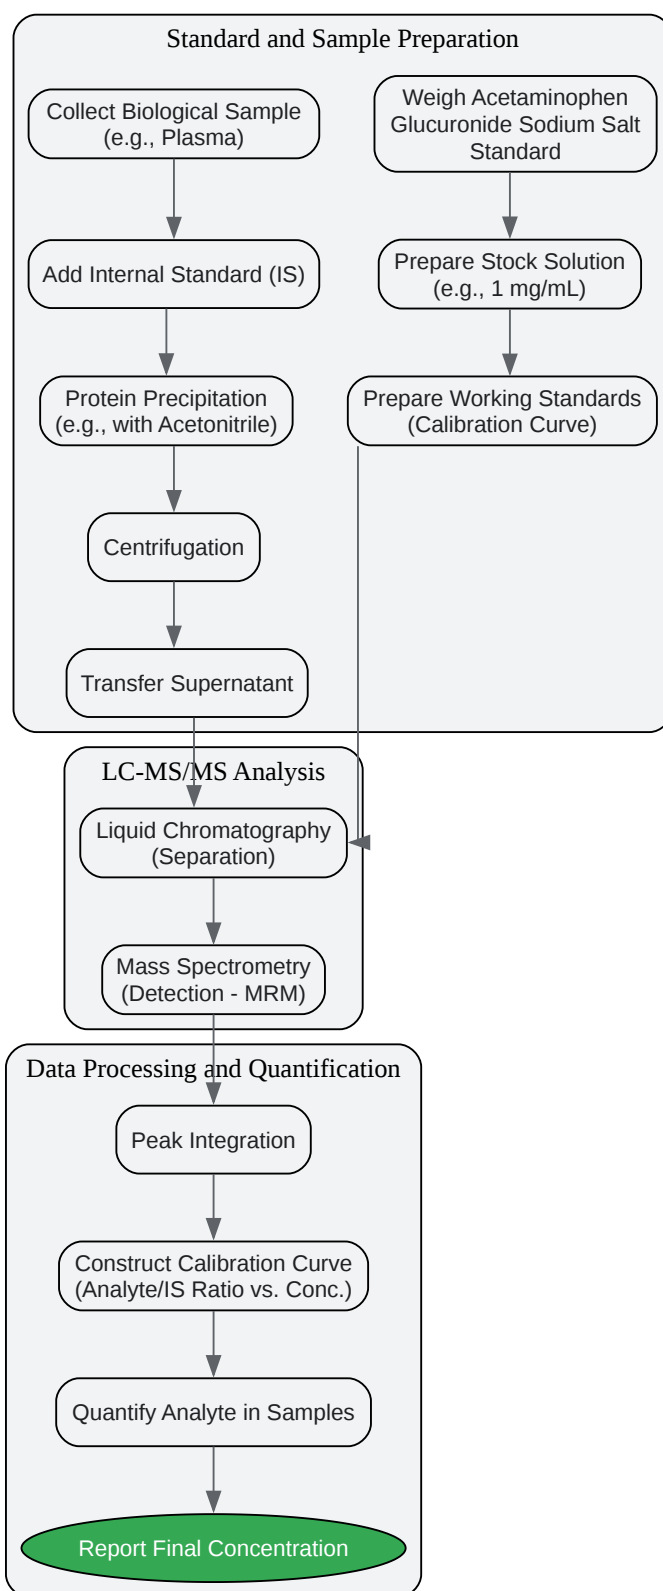 Standard and Sample Preparation
Collect Biological Sample
(e.g., Plasma)
Weigh Acetaminophen
Glucuronide Sodium Salt
Standard
Add Internal Standard (IS)
Prepare Stock Solution
(e.g., 1 mg/mL)
Protein Precipitation
(e.g., with Acetonitrile)
Prepare Working Standards
(Calibration Curve)
Centrifugation
Transfer Supernatant
LC-MS/MS Analysis
Liquid Chromatography
(Separation)
Mass Spectrometry
(Detection - MRM)
Data Processing and Quantification
Peak Integration
Construct Calibration Curve
(Analyte/IS Ratio vs. Conc.)
Quantify Analyte in Samples
Report Final Concentration